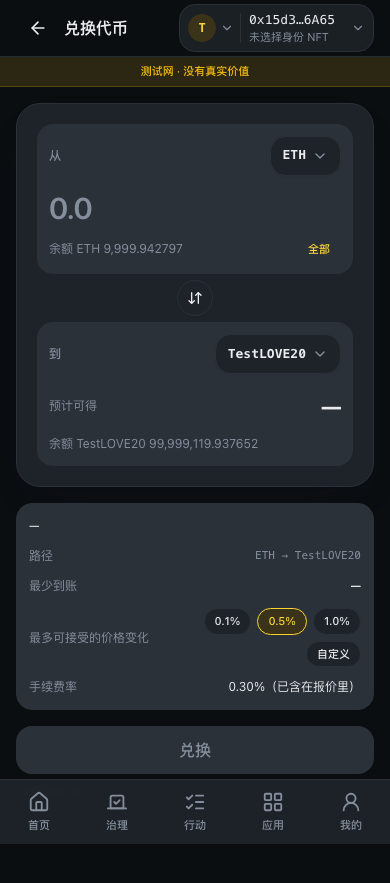 兑换代币
T
0x15d3…6A65
未选择身份 NFT
测试网 · 没有真实价值
从
ETH
0.0
余额 ETH 9,999.942797
全部
到
TestLOVE20
预计可得
—
余额 TestLOVE20 99,999,119.937652
—
路径
ETH → TestLOVE20
最少到账
—
最多可接受的价格变化
0.1%
0.5%
1.0%
自定义
手续费率
0.30%（已含在报价里）
兑换
首页
治理
行动
应用
我的